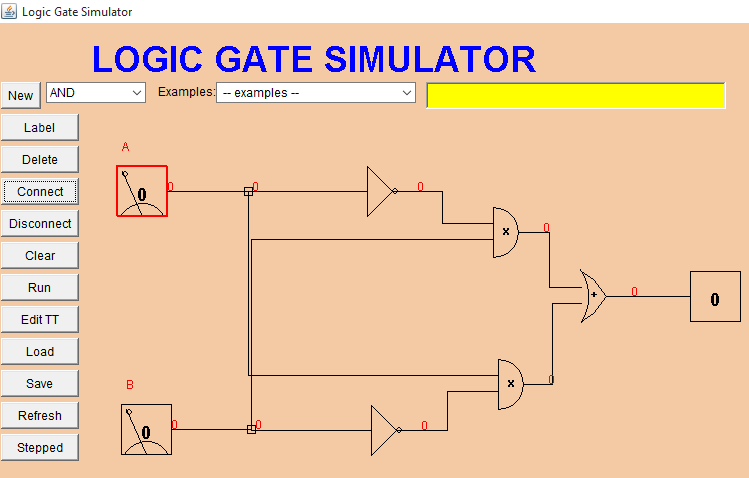 Logic Gate Simulator
LOGIC GATE SIMULATOR
New AND Examples: -- examples --
Label
Delete
Connect
Disconnect
Clear
Run
Edit TT
Load
Save
Refresh
Stepped
A
0 0 0 0
x 0
+ 0 0
B
0 0 0 0
x 0